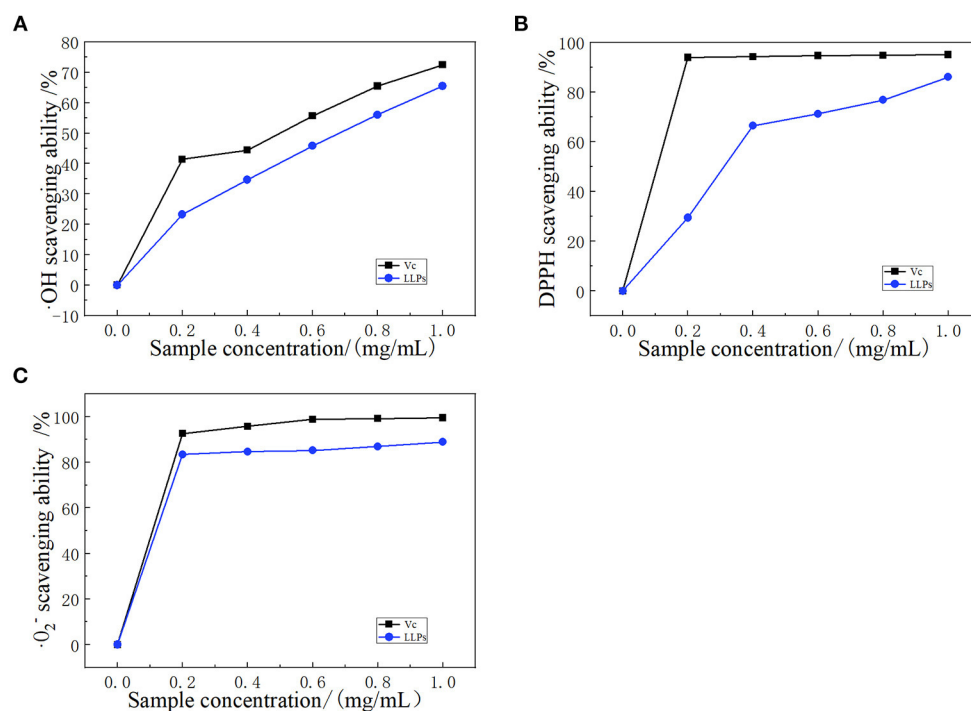 A
80
70
60
50
40
30
20
10
0
-10
·OH scavenging ability /%
Vc
LLPs
0.0 0.2 0.4 0.6 0.8 1.0
Sample concentration/(mg/mL)
B
100
80
60
40
20
0
DPPH scavenging ability /%
Vc
LLPs
0.0 0.2 0.4 0.6 0.8 1.0
Sample concentration/(mg/mL)
C
100
80
60
40
20
0
·O₂⁻ scavenging ability /%
Vc
LLPs
0.0 0.2 0.4 0.6 0.8 1.0
Sample concentration/(mg/mL)